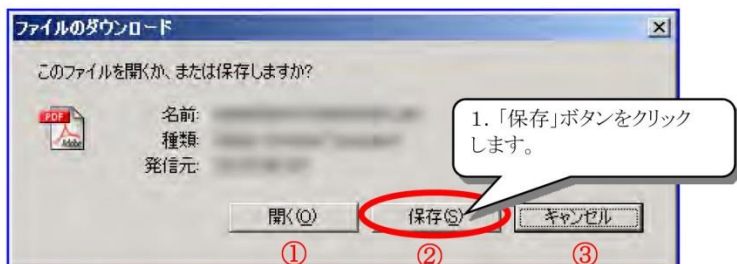 ファイルのダウンロード
このファイルを開くか、または保存しますか?
PDF
Adobe
名前:
種類:
発信元:
1.「保存」ボタンをクリック
します。
開く(O)
保存(S)
キャンセル
①
②
③